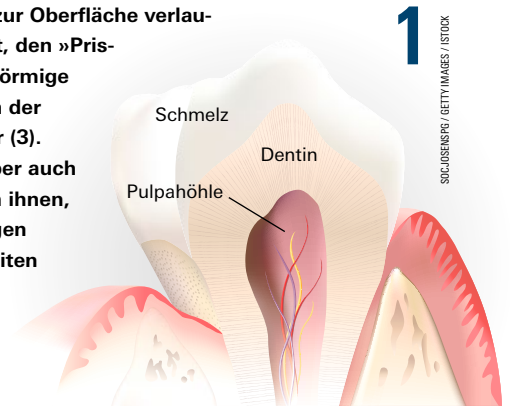 zur Oberfläche verlau-
t, den »Pris-
örmige
n der
r (3).
ber auch
n ihnen,
gen
iten
1
SOCJOSENSPG / GETTY IMAGES / ISTOCK
Schmelz
Dentin
Pulpahöhle